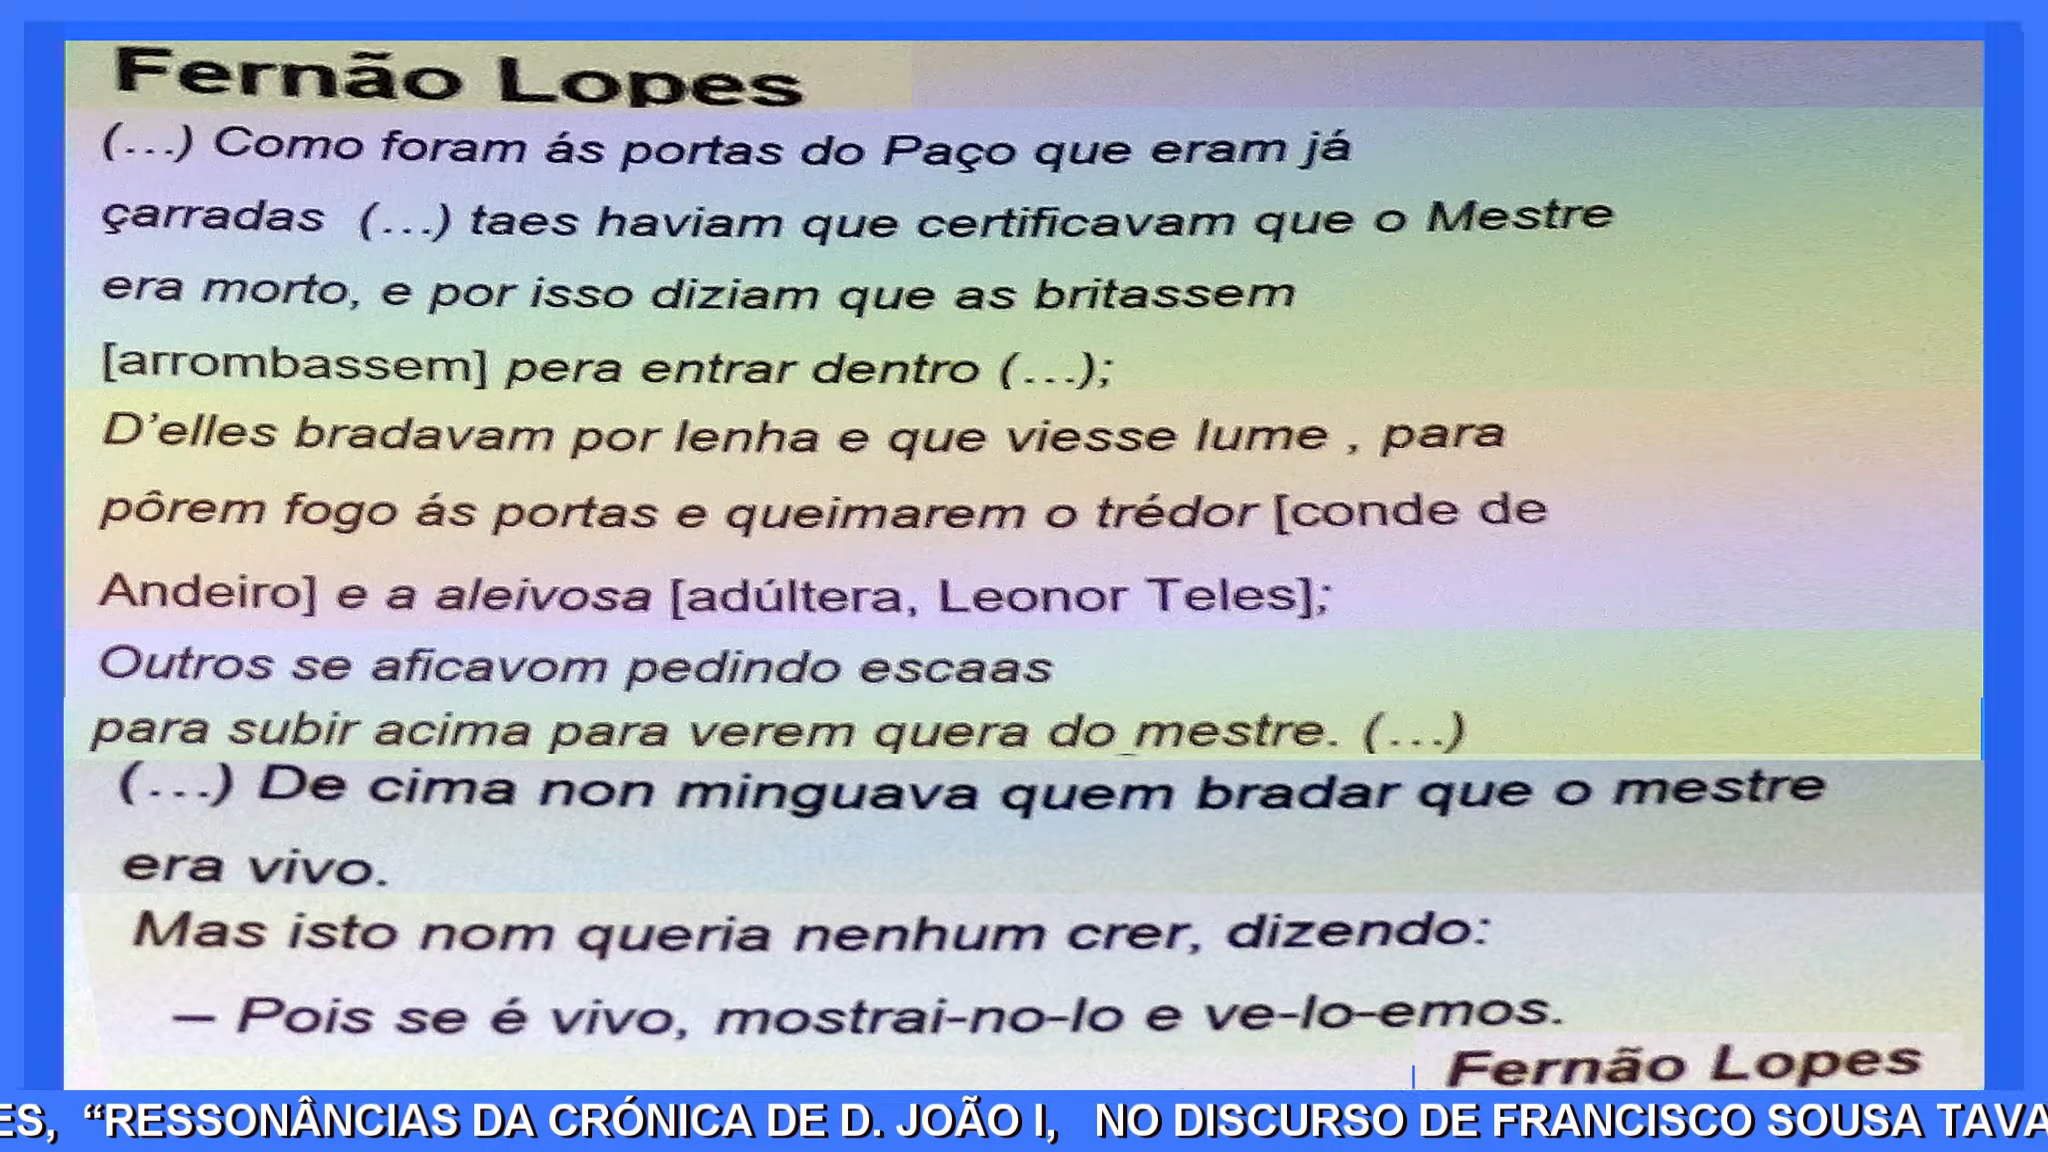 Fernão Lopes
(…) Como foram ás portas do Paço que eram já
çarradas (…) taes haviam que certificavam que o Mestre
era morto, e por isso diziam que as britassem
[arrombassem] pera entrar dentro (…);
D’elles bradavam por lenha e que viesse lume , para
pôrem fogo ás portas e queimarem o trédor [conde de
Andeiro] e a aleivosa [adúltera, Leonor Teles];
Outros se aficavom pedindo escaas
para subir acima para verem quera do mestre. (…)
(…) De cima non minguava quem bradar que o mestre
era vivo.
Mas isto nom queria nenhum crer, dizendo:
– Pois se é vivo, mostrai-no-lo e ve-lo-emos.
Fernão Lopes
ES, “RESSONÂNCIAS DA CRÓNICA DE D. JOÃO I, NO DISCURSO DE FRANCISCO SOUSA TAVA